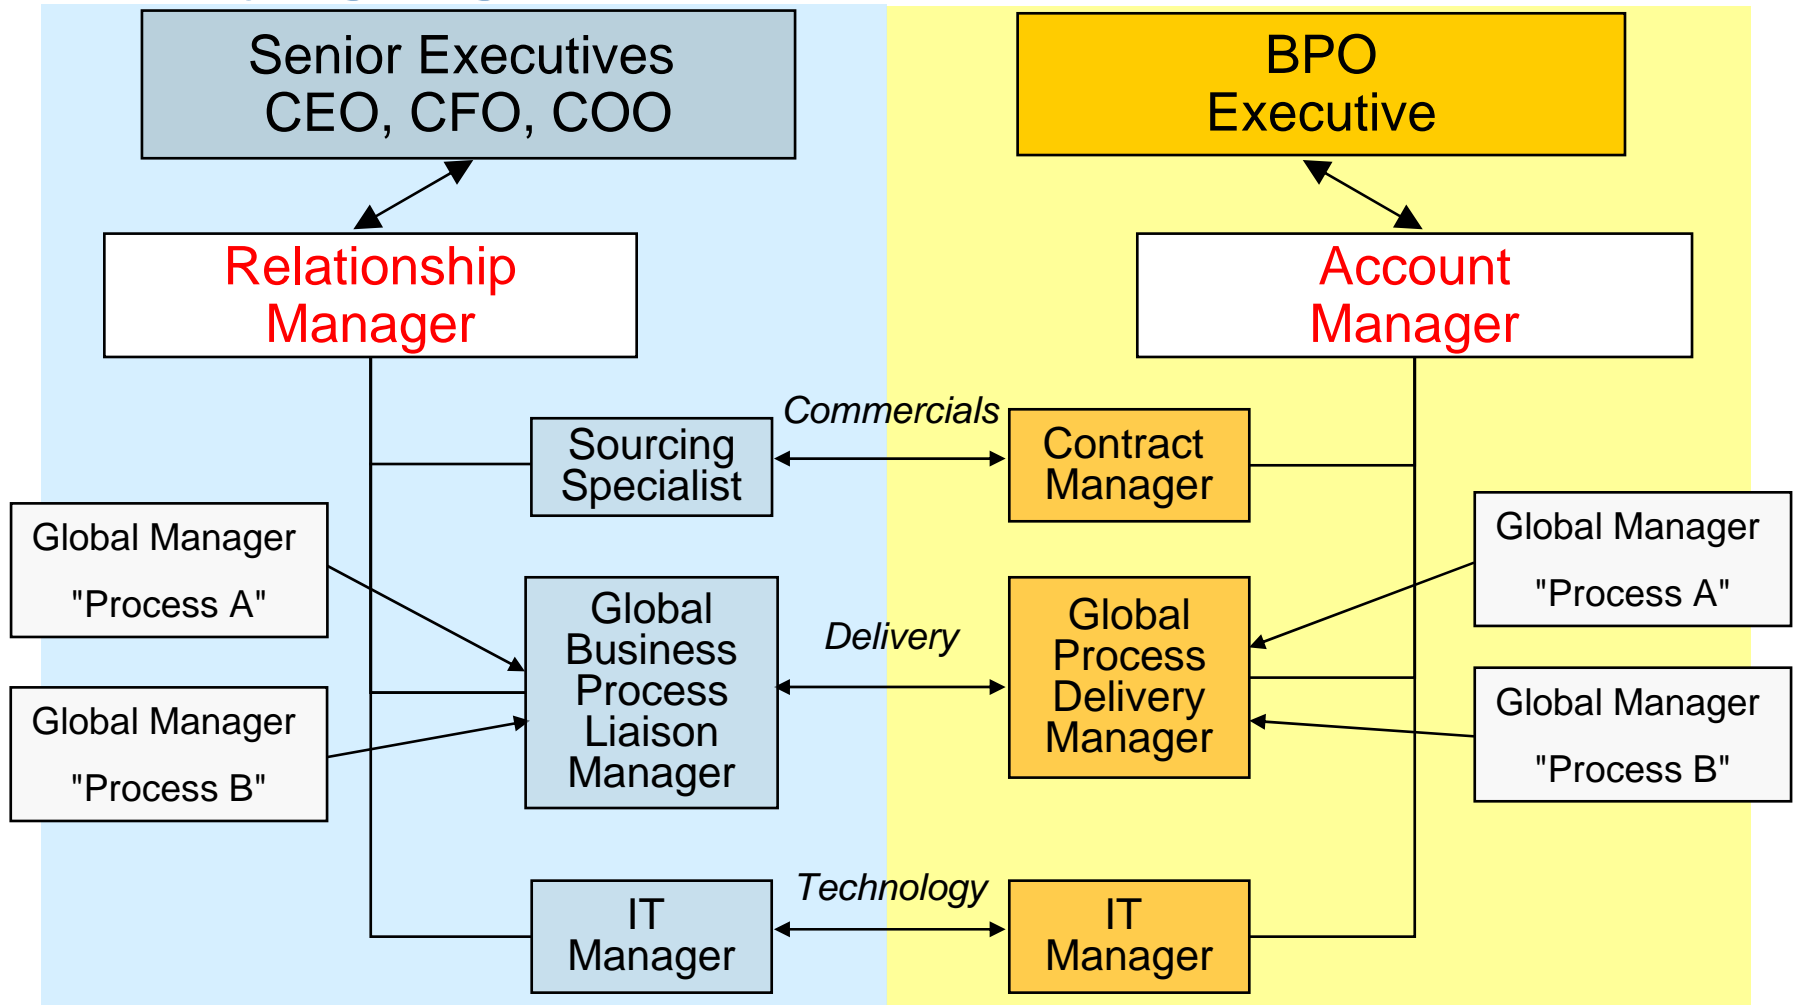 Senior Executives
CEO, CFO, COO
BPO
Executive
Relationship
Manager
Account
Manager
Commercials
Sourcing
Specialist
Contract
Manager
Global Manager
"Process A"
Global Manager
"Process A"
Global
Business
Process
Liaison
Manager
Delivery
Global
Process
Delivery
Manager
Global Manager
"Process B"
Global Manager
"Process B"
Technology
IT
Manager
IT
Manager